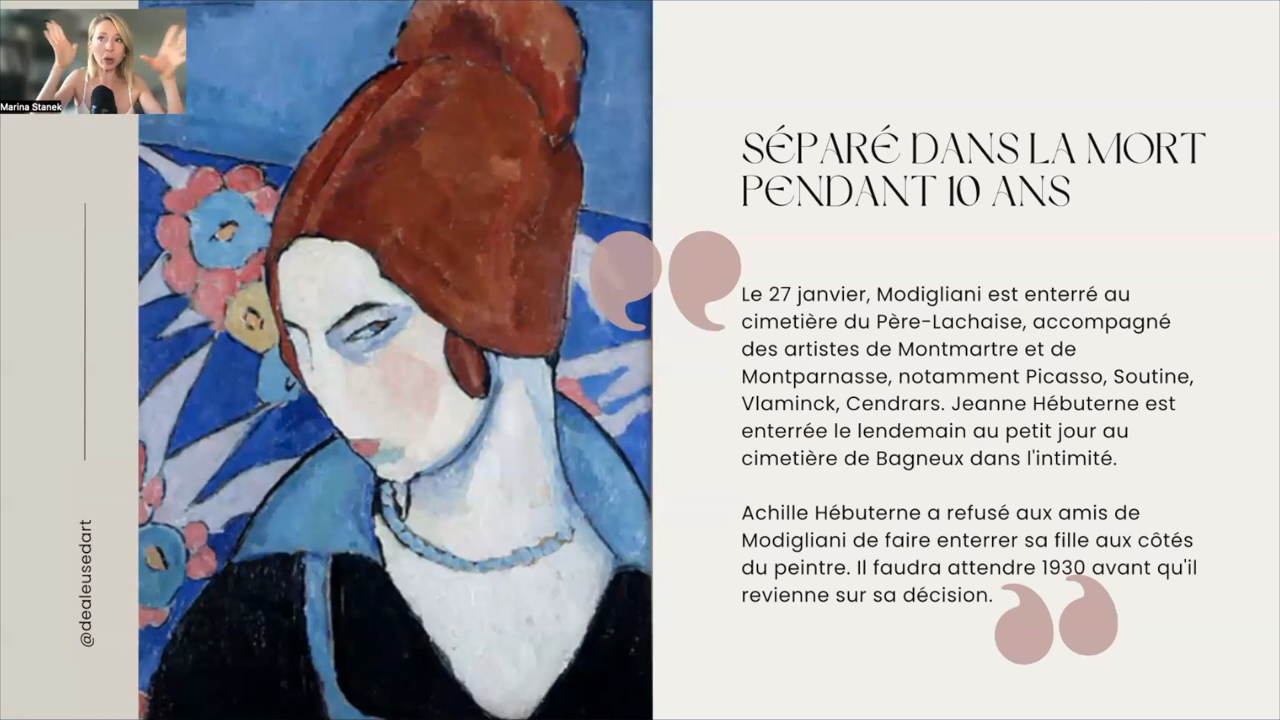 Marina Stanek
@dealeusedart
SÉPARÉ DANS LA MORT
PENDANT 10 ANS
Le 27 janvier, Modigliani est enterré au
cimetière du Père-Lachaise, accompagné
des artistes de Montmartre et de
Montparnasse, notamment Picasso, Soutine,
Vlaminck, Cendrars. Jeanne Hébuterne est
enterrée le lendemain au petit jour au
cimetière de Bagneux dans l'intimité.
Achille Hébuterne a refusé aux amis de
Modigliani de faire enterrer sa fille aux côtés
du peintre. Il faudra attendre 1930 avant qu'il
revienne sur sa décision.